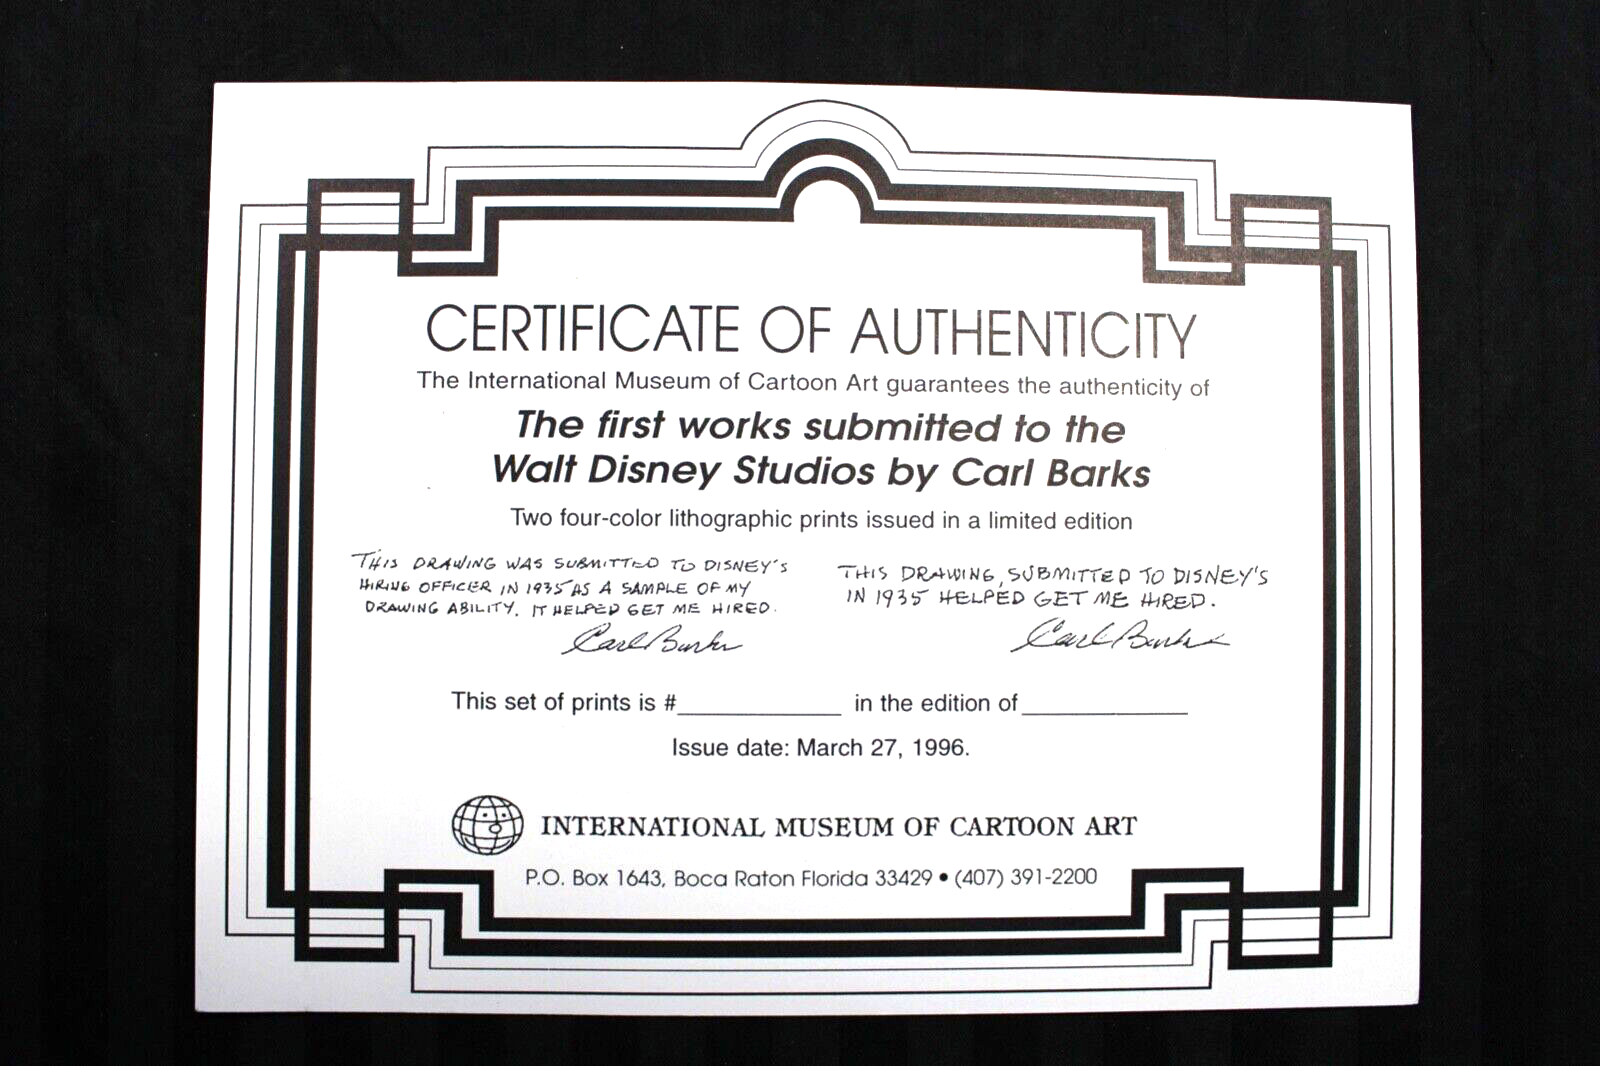 CERTIFICATE OF AUTHENTICITY
The International Museum of Cartoon Art guarantees the authenticity of
The first works submitted to the
Walt Disney Studios by Carl Barks
Two four-color lithographic prints issued in a limited edition
THIS DRAWING WAS SUBMITTED TO DISNEY'S
HIRING OFFICER IN 1935 AS A SAMPLE OF MY
DRAWING ABILITY. IT HELPED GET ME HIRED.
Carl Barks
THIS DRAWING, SUBMITTED TO DISNEY'S
IN 1935 HELPED GET ME HIRED.
Carl Barks
This set of prints is #____________ in the edition of ____________
Issue date: March 27, 1996.
INTERNATIONAL MUSEUM OF CARTOON ART
P.O. Box 1643, Boca Raton Florida 33429 • (407) 391-2200